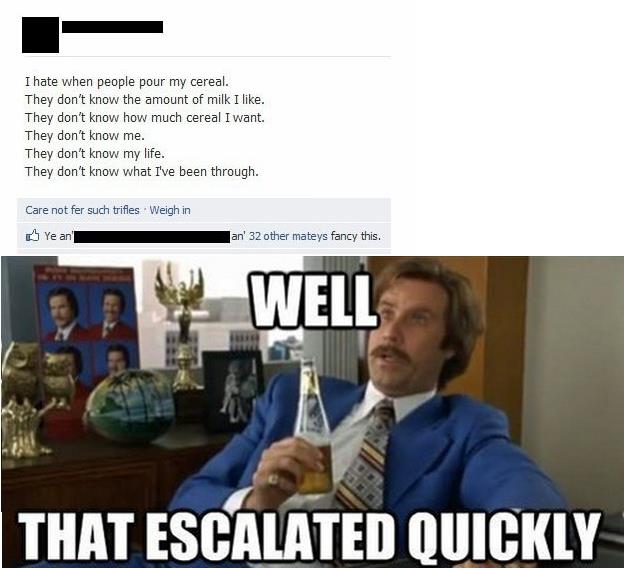 I hate when people pour my cereal.
They don't know the amount of milk I like.
They don't know how much cereal I want.
They don't know me.
They don't know my life.
They don't know what I've been through.
Care not fer such trifles · Weigh in
Ye an' an' 32 other mateys fancy this.
WELL
THAT ESCALATED QUICKLY